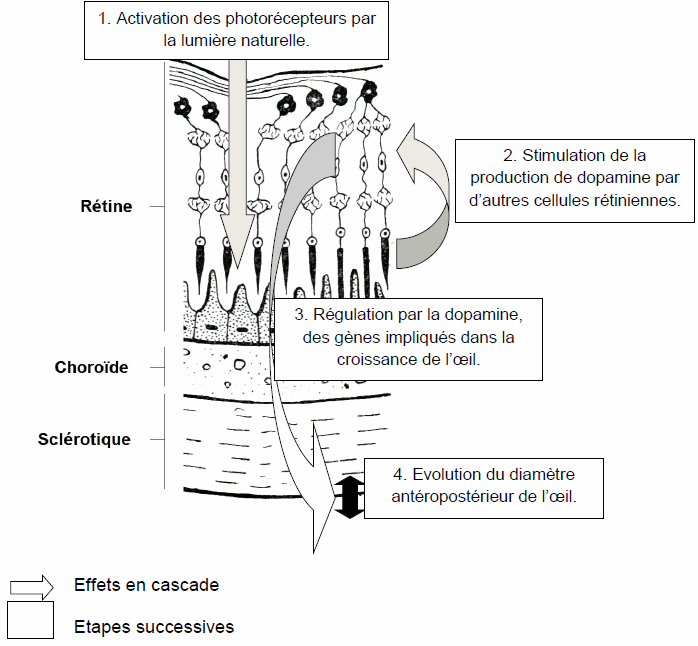 1. Activation des photorécepteurs par
la lumière naturelle.
2. Stimulation de la
production de dopamine par
d'autres cellules rétiniennes.
Rétine
3. Régulation par la dopamine,
des gènes impliqués dans la
croissance de l'œil.
Choroïde
Sclérotique
4. Evolution du diamètre
antéropostérieur de l'œil.
Effets en cascade
Etapes successives